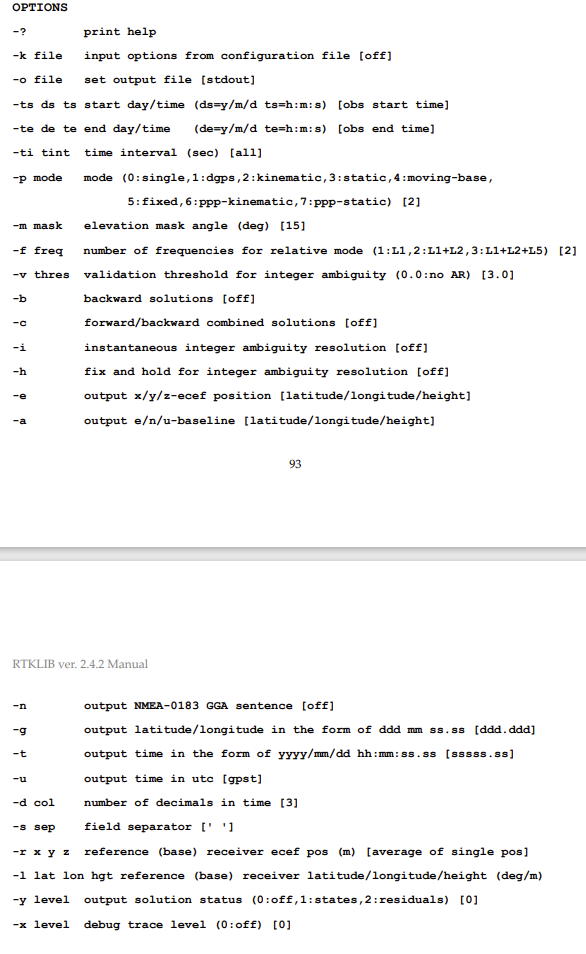 OPTIONS
-?        print help
-k file   input options from configuration file [off]
-o file   set output file [stdout]
-ts ds ts start day/time (ds=y/m/d ts=h:m:s) [obs start time]
-te de te end day/time   (de=y/m/d te=h:m:s) [obs end time]
-ti tint  time interval (sec) [all]
-p mode   mode (0:single,1:dgps,2:kinematic,3:static,4:moving-base,
5:fixed,6:ppp-kinematic,7:ppp-static) [2]
-m mask   elevation mask angle (deg) [15]
-f freq   number of frequencies for relative mode (1:L1,2:L1+L2,3:L1+L2+L5) [2]
-v thres  validation threshold for integer ambiguity (0.0:no AR) [3.0]
-b        backward solutions [off]
-c        forward/backward combined solutions [off]
-i        instantaneous integer ambiguity resolution [off]
-h        fix and hold for integer ambiguity resolution [off]
-e        output x/y/z-ecef position [latitude/longitude/height]
-a        output e/n/u-baseline [latitude/longitude/height]
93
RTKLIB ver. 2.4.2 Manual
-n        output NMEA-0183 GGA sentence [off]
-g        output latitude/longitude in the form of ddd mm ss.ss [ddd.ddd]
-t        output time in the form of yyyy/mm/dd hh:mm:ss.ss [sssss.ss]
-u        output time in utc [gpst]
-d col    number of decimals in time [3]
-s sep    field separator [' ']
-r x y z  reference (base) receiver ecef pos (m) [average of single pos]
-l lat lon hgt reference (base) receiver latitude/longitude/height (deg/m)
-y level  output solution status (0:off,1:states,2:residuals) [0]
-x level  debug trace level (0:off) [0]